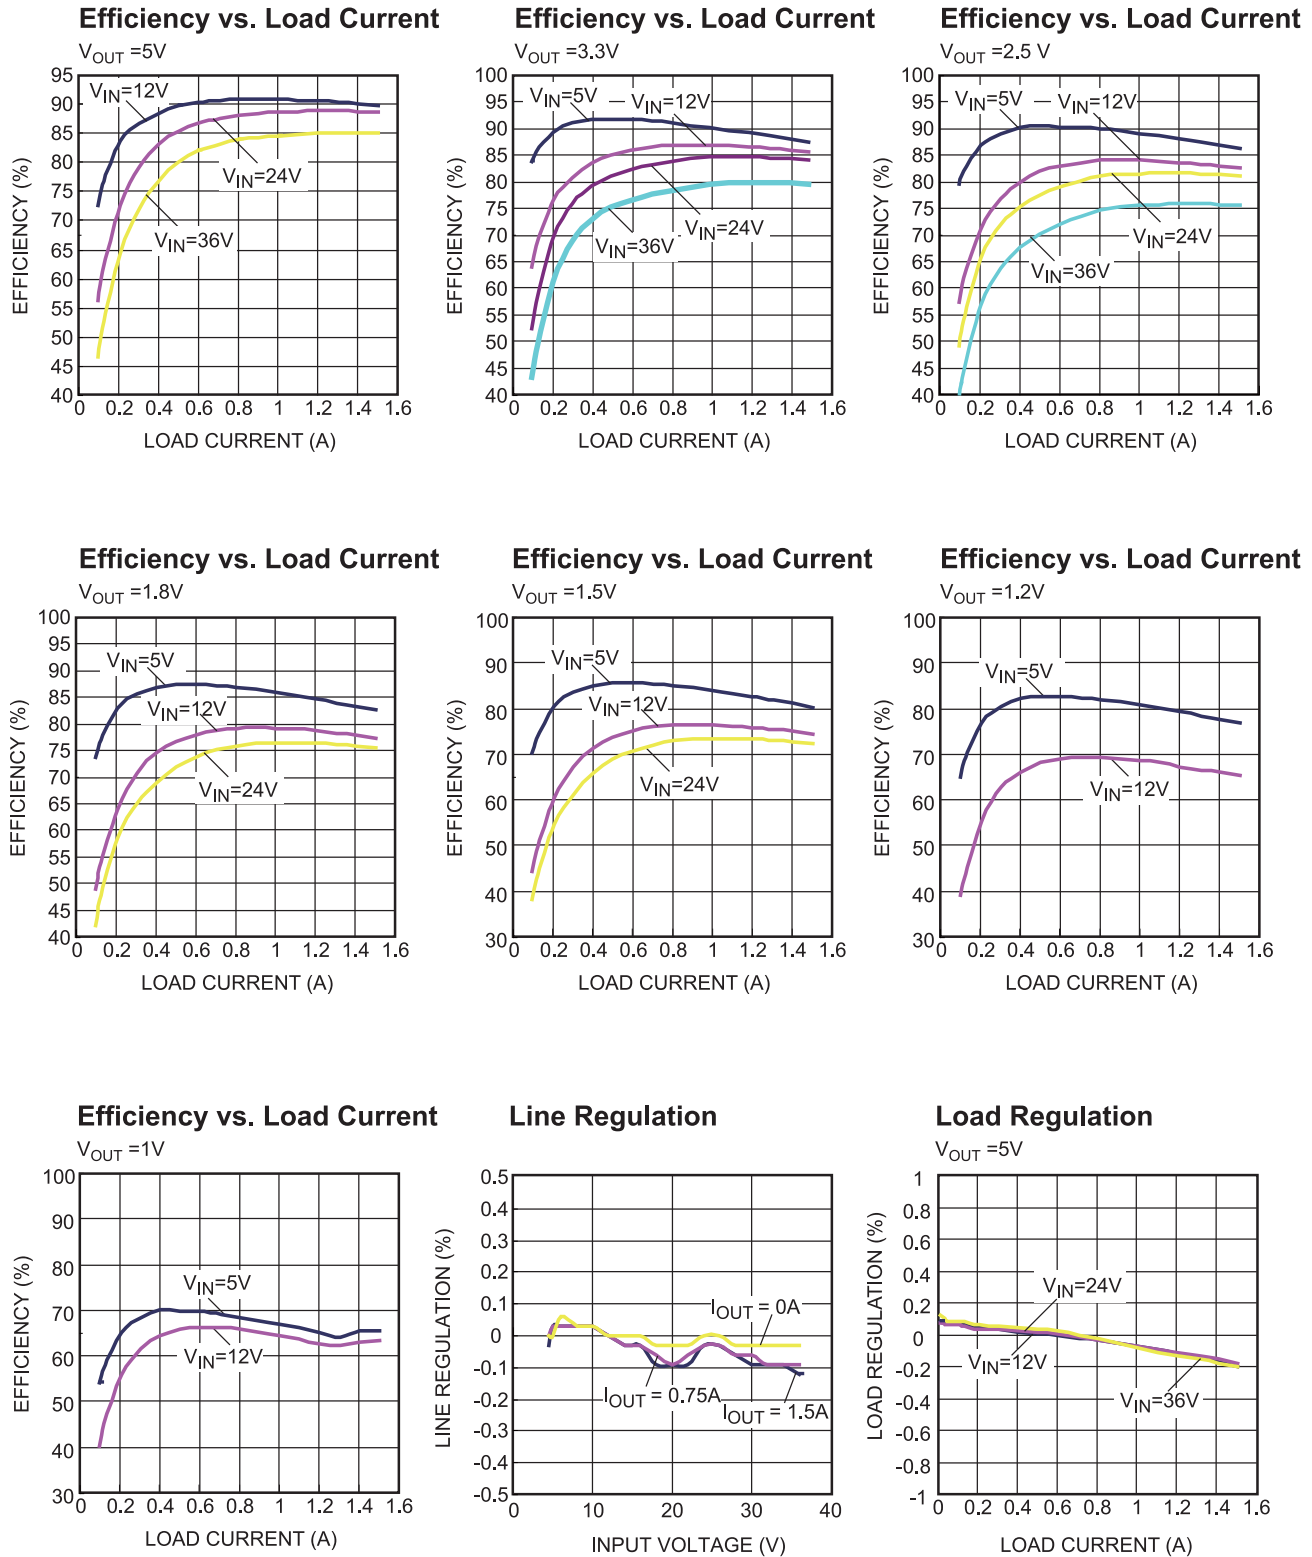 Efficiency vs. Load Current
VOUT =5V
95
90
85
80
75
70
65
60
55
50
45
40
0 0.2 0.4 0.6 0.8 1 1.2 1.4 1.6
EFFICIENCY (%)
LOAD CURRENT (A)
VIN=12V
VIN=24V
VIN=36V
Efficiency vs. Load Current
VOUT =3.3V
100
95
90
85
80
75
70
65
60
55
50
45
40
0 0.2 0.4 0.6 0.8 1 1.2 1.4 1.6
EFFICIENCY (%)
LOAD CURRENT (A)
VIN=5V
VIN=12V
VIN=24V
VIN=36V
Efficiency vs. Load Current
VOUT =2.5 V
100
95
90
85
80
75
70
65
60
55
50
45
40
0 0.2 0.4 0.6 0.8 1 1.2 1.4 1.6
EFFICIENCY (%)
LOAD CURRENT (A)
VIN=5V
VIN=12V
VIN=24V
VIN=36V
Efficiency vs. Load Current
VOUT =1.8V
100
95
90
85
80
75
70
65
60
55
50
45
40
0 0.2 0.4 0.6 0.8 1 1.2 1.4 1.6
EFFICIENCY (%)
LOAD CURRENT (A)
VIN=5V
VIN=12V
VIN=24V
Efficiency vs. Load Current
VOUT =1.5V
100
90
80
70
60
50
40
30
0 0.2 0.4 0.6 0.8 1 1.2 1.4 1.6
EFFICIENCY (%)
LOAD CURRENT (A)
VIN=5V
VIN=12V
VIN=24V
Efficiency vs. Load Current
VOUT =1.2V
100
90
80
70
60
50
40
30
0 0.2 0.4 0.6 0.8 1 1.2 1.4 1.6
EFFICIENCY (%)
LOAD CURRENT (A)
VIN=5V
VIN=12V
Efficiency vs. Load Current
VOUT =1V
100
90
80
70
60
50
40
30
0 0.2 0.4 0.6 0.8 1 1.2 1.4 1.6
EFFICIENCY (%)
LOAD CURRENT (A)
VIN=5V
VIN=12V
Line Regulation
0.5
0.4
0.3
0.2
0.1
0
-0.1
-0.2
-0.3
-0.4
-0.5
0 10 20 30 40
LINE REGULATION (%)
INPUT VOLTAGE (V)
IOUT = 0A
IOUT = 0.75A
IOUT = 1.5A
Load Regulation
VOUT =5V
1
0.8
0.6
0.4
0.2
0
-0.2
-0.4
-0.6
-0.8
-1
0 0.2 0.4 0.6 0.8 1 1.2 1.4 1.6
LOAD REGULATION (%)
LOAD CURRENT (A)
VIN=24V
VIN=12V
VIN=36V